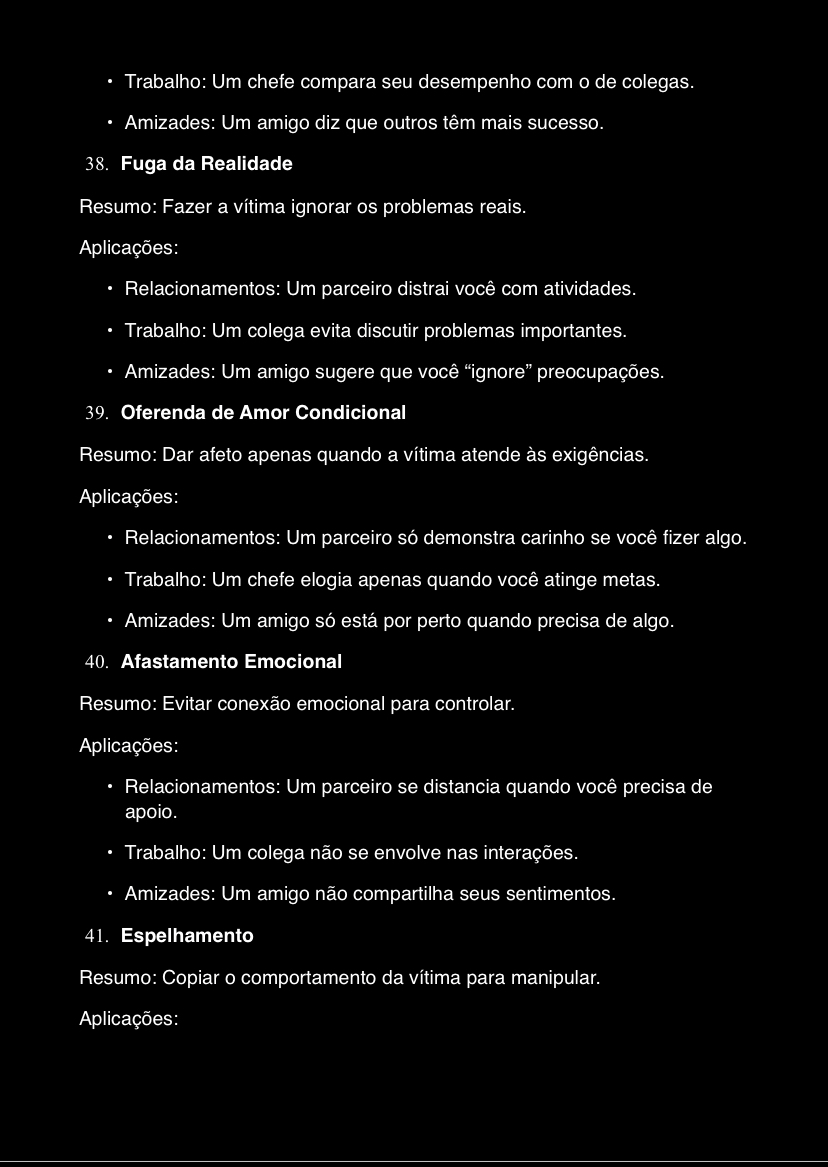 • Trabalho: Um chefe compara seu desempenho com o de colegas.
• Amizades: Um amigo diz que outros têm mais sucesso.
38. Fuga da Realidade
Resumo: Fazer a vítima ignorar os problemas reais.
Aplicações:
• Relacionamentos: Um parceiro distrai você com atividades.
• Trabalho: Um colega evita discutir problemas importantes.
• Amizades: Um amigo sugere que você “ignore” preocupações.
39. Oferenda de Amor Condicional
Resumo: Dar afeto apenas quando a vítima atende às exigências.
Aplicações:
• Relacionamentos: Um parceiro só demonstra carinho se você fizer algo.
• Trabalho: Um chefe elogia apenas quando você atinge metas.
• Amizades: Um amigo só está por perto quando precisa de algo.
40. Afastamento Emocional
Resumo: Evitar conexão emocional para controlar.
Aplicações:
• Relacionamentos: Um parceiro se distancia quando você precisa de
apoio.
• Trabalho: Um colega não se envolve nas interações.
• Amizades: Um amigo não compartilha seus sentimentos.
41. Espelhamento
Resumo: Copiar o comportamento da vítima para manipular.
Aplicações: